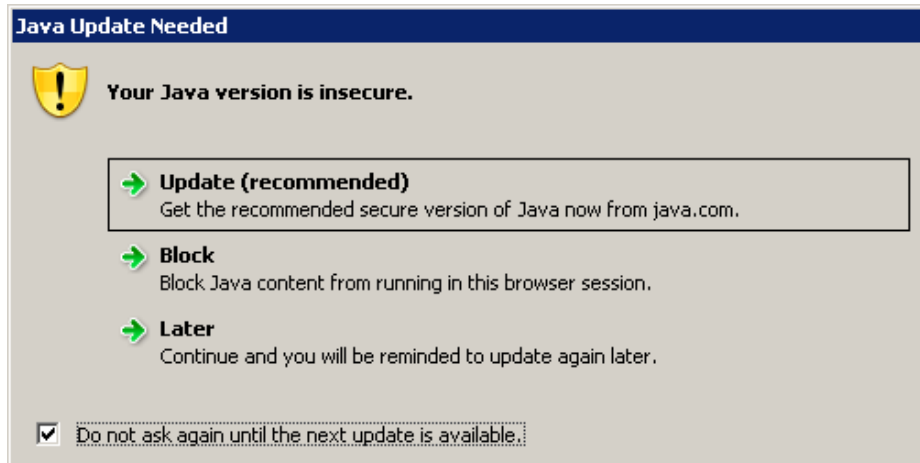 Java Update Needed
Your Java version is insecure.
Update (recommended)
Get the recommended secure version of Java now from java.com.
Block
Block Java content from running in this browser session.
Later
Continue and you will be reminded to update again later.
Do not ask again until the next update is available.